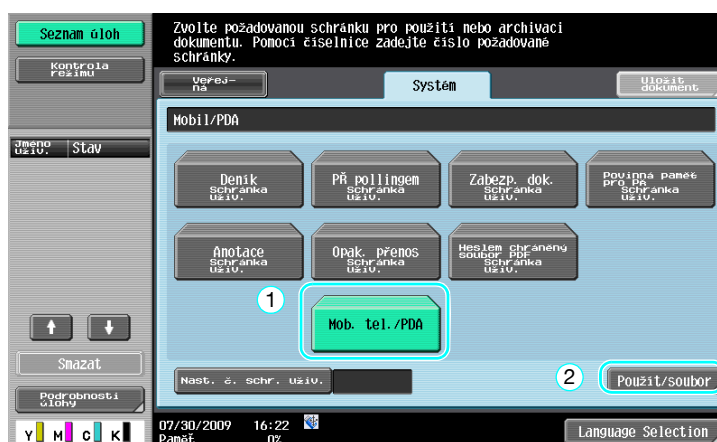 Seznam úloh
Kontrola
režimu
Jméno
uživ.
Stav
Smazat
Podrobnosti
úlohy
Y M C K
Zvolte požadovanou schránku pro použití nebo archivaci
dokumentu. Pomocí číselnice zadejte číslo požadované
schránky.
Veřej-
ná
Systém
Uložit
dokument
Mobil/PDA
Deník
Schránka
uživ.
PŘ pollingem
Schránka
uživ.
Zabezp. dok.
Schránka
uživ.
Povinná paměť
pro PA
Schránka
uživ.
Anotace
Schránka
uživ.
Opak. přenos
Schránka
uživ.
Heslem chráněný
soubor PDF
Schránka
uživ.
1
Mob. tel./PDA
Nast. č. schr. uživ.
2
Použít/soubor
07/30/2009 16:22
Paměť 0%
Language Selection